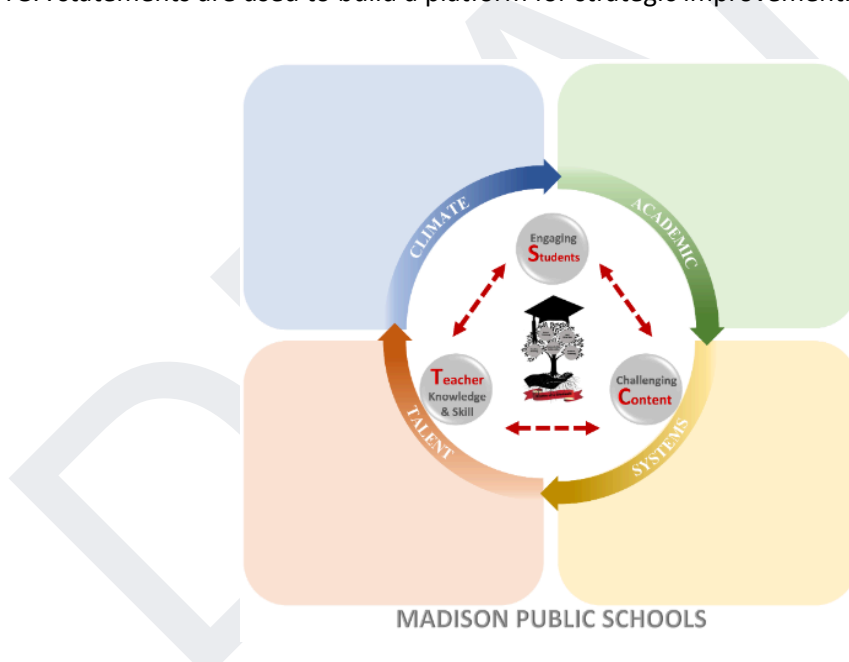 statements are used to build a platform for strategic improvement.
CLIMATE
ACADEMIC
Engaging
Students
Teacher
Knowledge
& Skill
Challenging
Content
TALENT
SYSTEMS
MADISON PUBLIC SCHOOLS